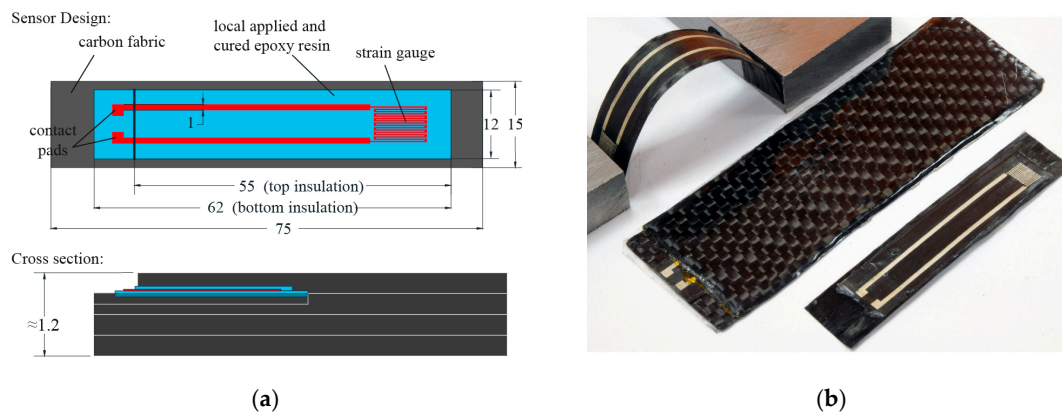 Sensor Design:
carbon fabric
local applied and
cured epoxy resin
strain gauge
contact
pads
1
12
15
55 (top insulation)
62 (bottom insulation)
75
Cross section:
≈1.2
(a)
(b)